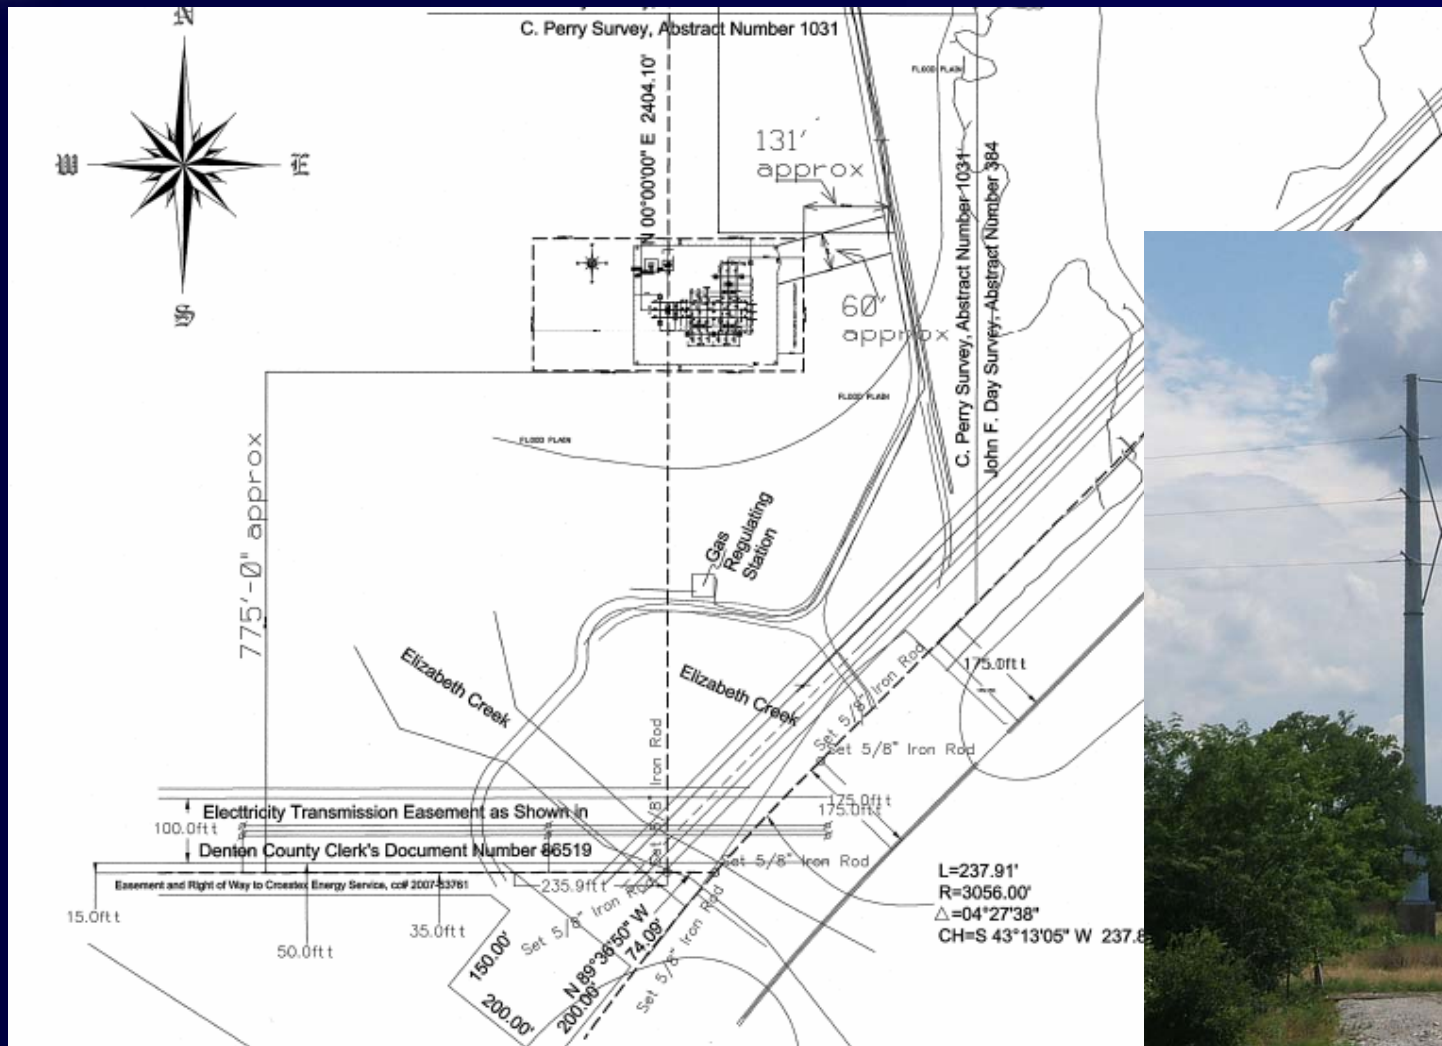 N
C. Perry Survey, Abstract Number 1031
W
E
S
N 00°00'00" E 2404.10'
131'
approx
FLOOD PLAIN
C. Perry Survey, Abstract Number 1031
John F. Day Survey, Abstract Number 384
60'
approx
FLOOD PLAIN
FLOOD PLAIN
775'-0" approx
Gas
Regulating
Station
Elizabeth Creek
Elizabeth Creek
175.0ft t
Set 5/8" Iron Rod
Set 5/8" Iron Rod
Set 5/8" Iron Rod
175.0ft t
175.0ft t
100.0ft t
Electtricity Transmission Easement as Shown in
Denton County Clerk's Document Number 86519
Set 5/8" Iron Rod
Easement and Right of Way to Crosstex Energy Service, cc# 2007-53761
235.9ft t
15.0ft t
50.0ft t
35.0ft t
Set 5/8" Iron Rod
Set 5/8" Iron Rod
N 89°36'50" W
74.09'
150.00'
200.00'
200.00'
L=237.91'
R=3056.00'
△=04°27'38"
CH=S 43°13'05" W 237.8